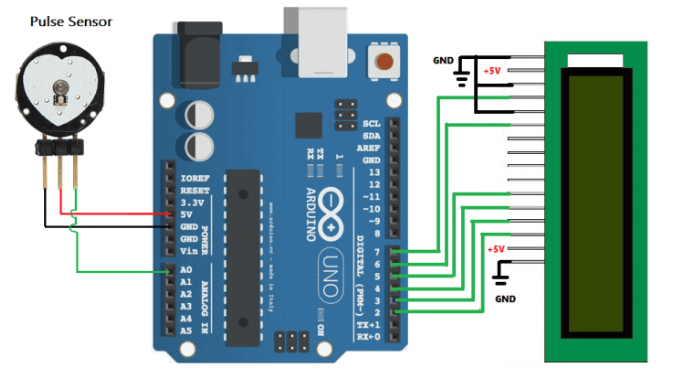 Pulse Sensor
GND
+5V
SCL
SDA
AREF
GND
13
12
~11
~10
~9
8
7
6
5
4
3
2
TX→1
RX←0
DIGITAL (PWM~)
TX
RX
1
ARDUINO
UNO
ON
www.arduino.cc - made in Italy
IOREF
RESET
3.3V
5V
GND
GND
Vin
POWER
A0
A1
A2
A3
A4
A5
ANALOG IN
+5V
GND